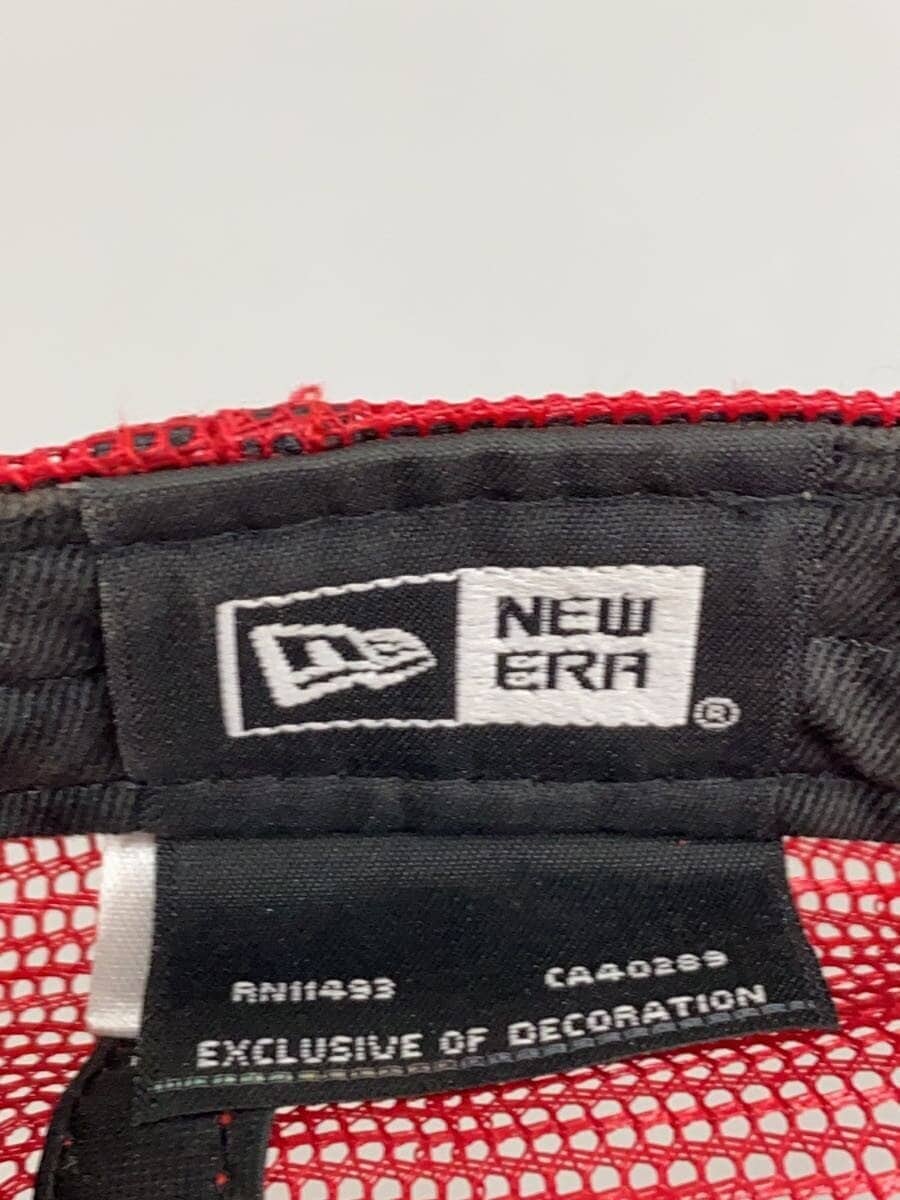 NEW
ERA
®
RN11493 CA40289
EXCLUSIVE OF DECORATION